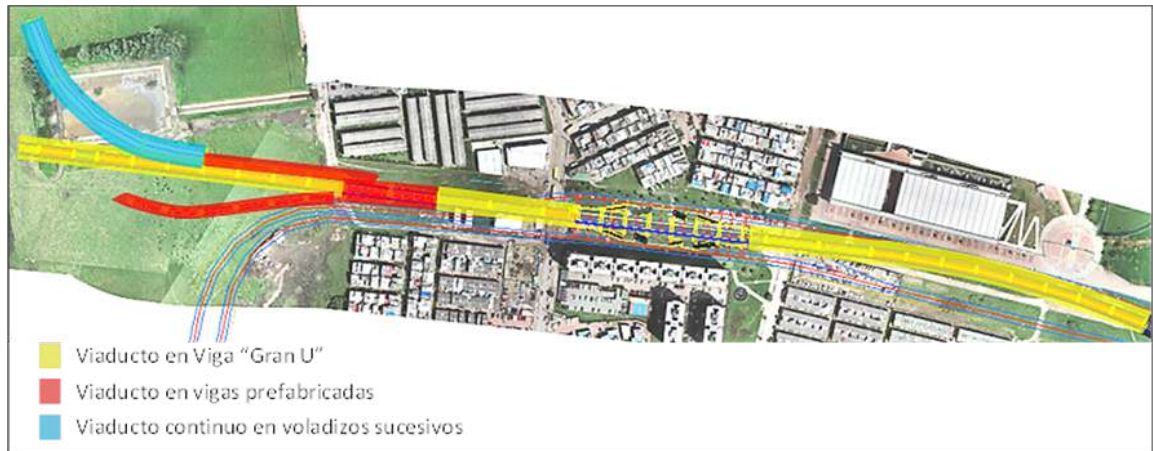 Viaducto en Viga “Gran U”
Viaducto en vigas prefabricadas
Viaducto continuo en voladizos sucesivos